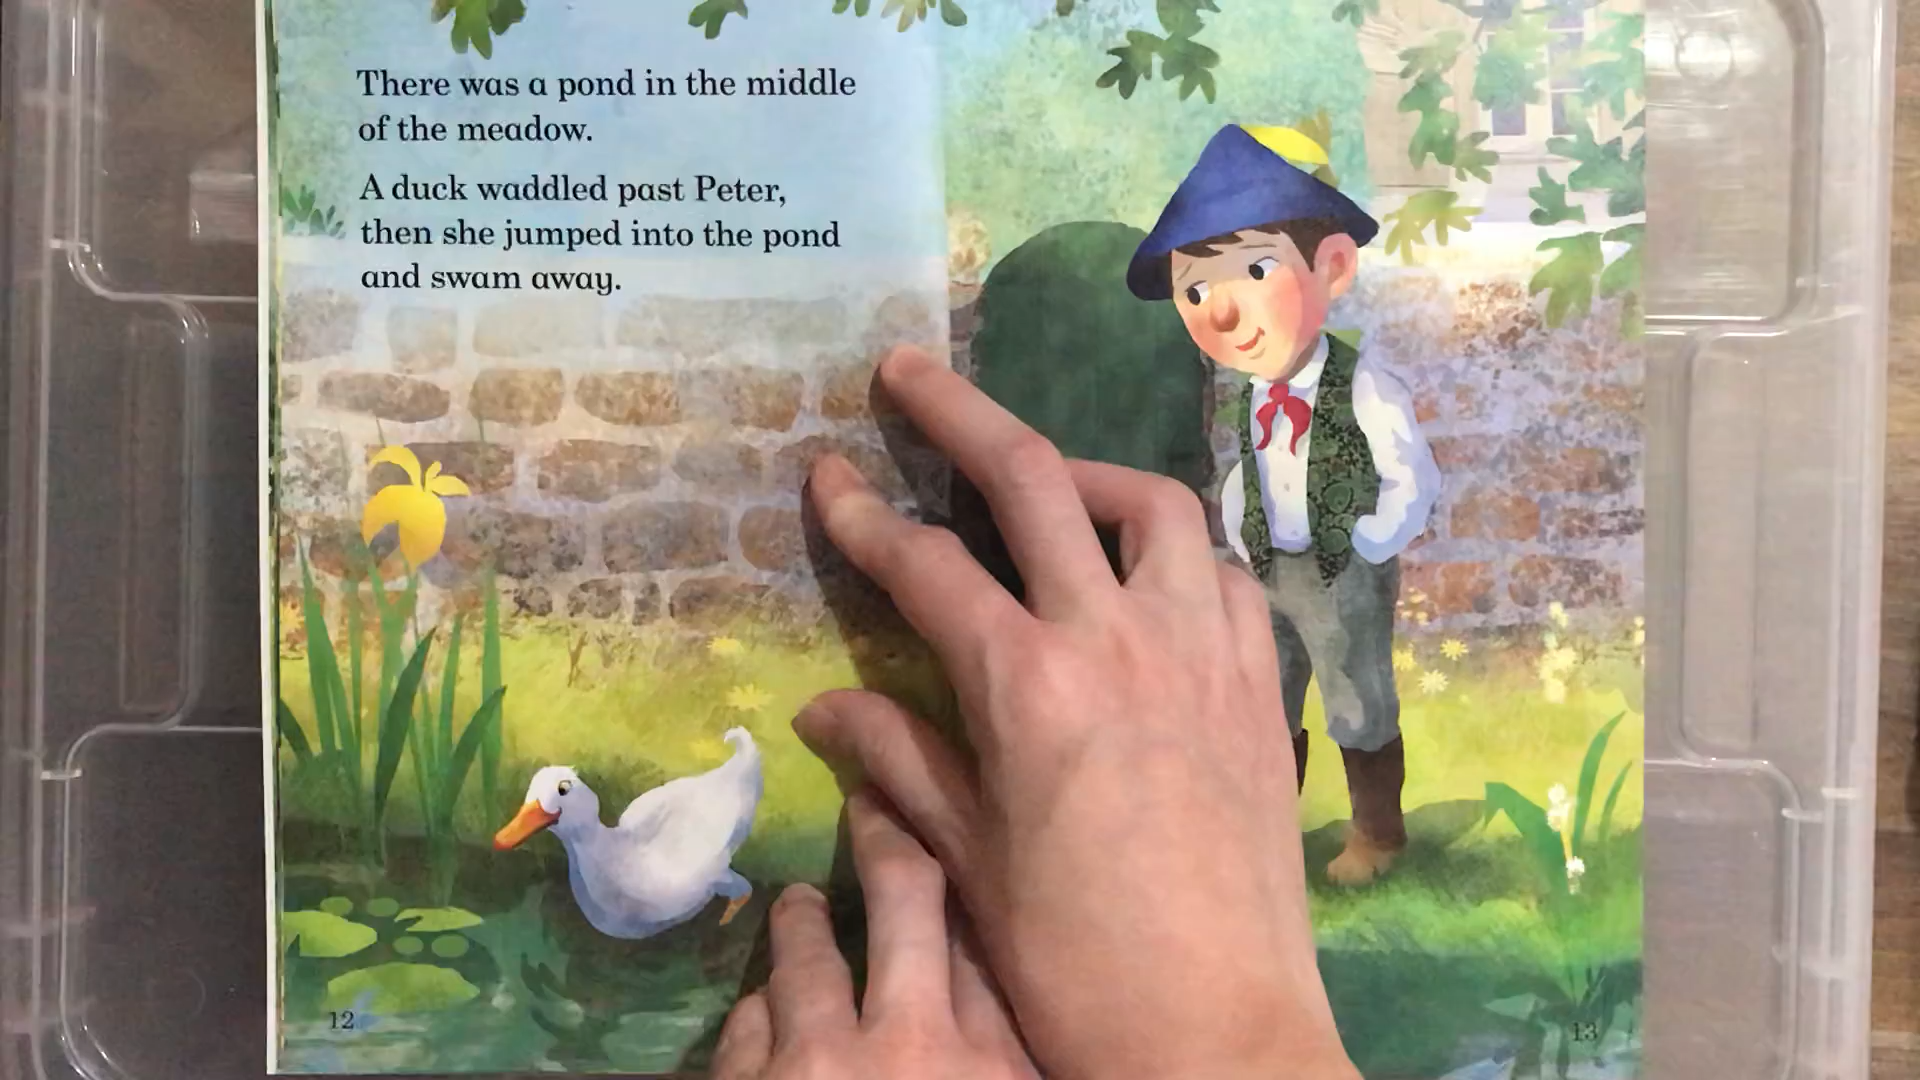 There was a pond in the middle
of the meadow.
A duck waddled past Peter,
then she jumped into the pond
and swam away.
12
13